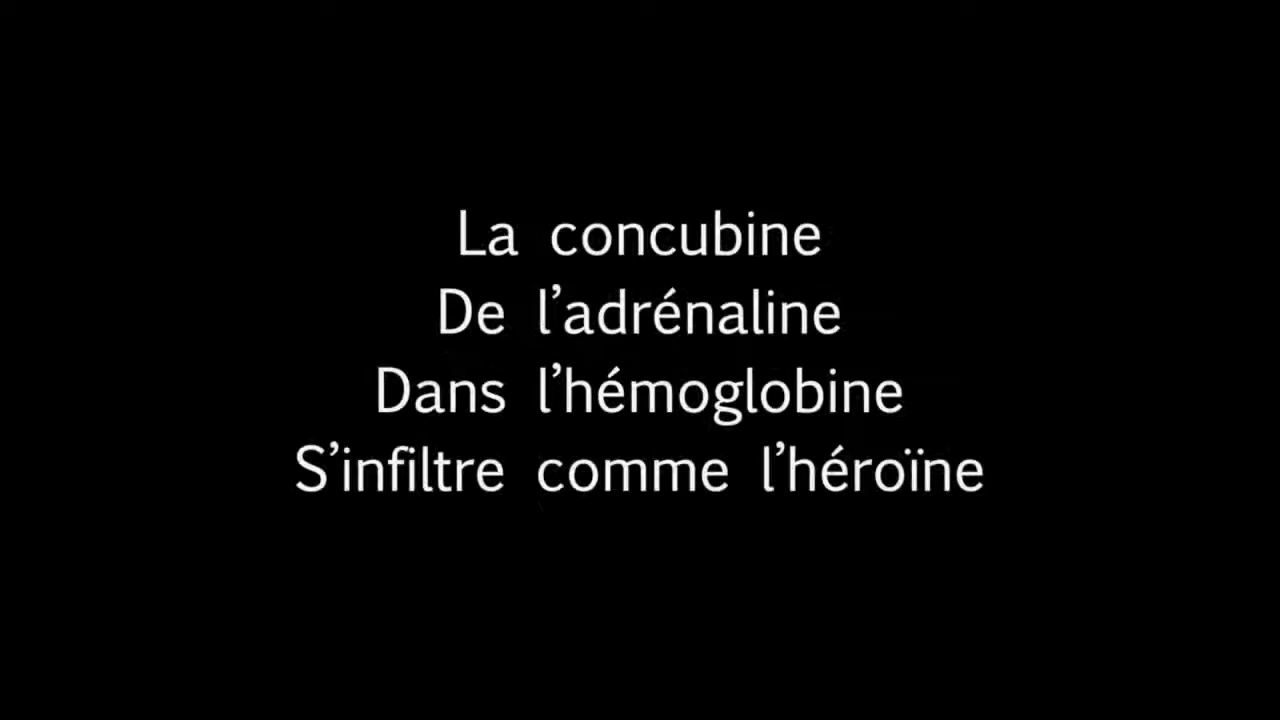 La concubine
De l’adrénaline
Dans l’hémoglobine
S’infiltre comme l’héroïne